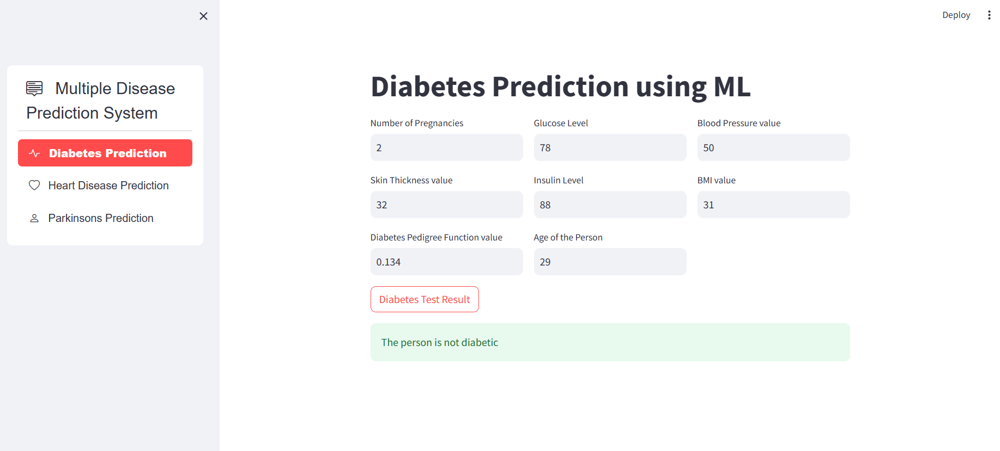 Deploy
Multiple Disease
Prediction System
Diabetes Prediction
Heart Disease Prediction
Parkinsons Prediction
Diabetes Prediction using ML
Number of Pregnancies
Glucose Level
Blood Pressure value
2
78
50
Skin Thickness value
Insulin Level
BMI value
32
88
31
Diabetes Pedigree Function value
Age of the Person
0.134
29
Diabetes Test Result
The person is not diabetic